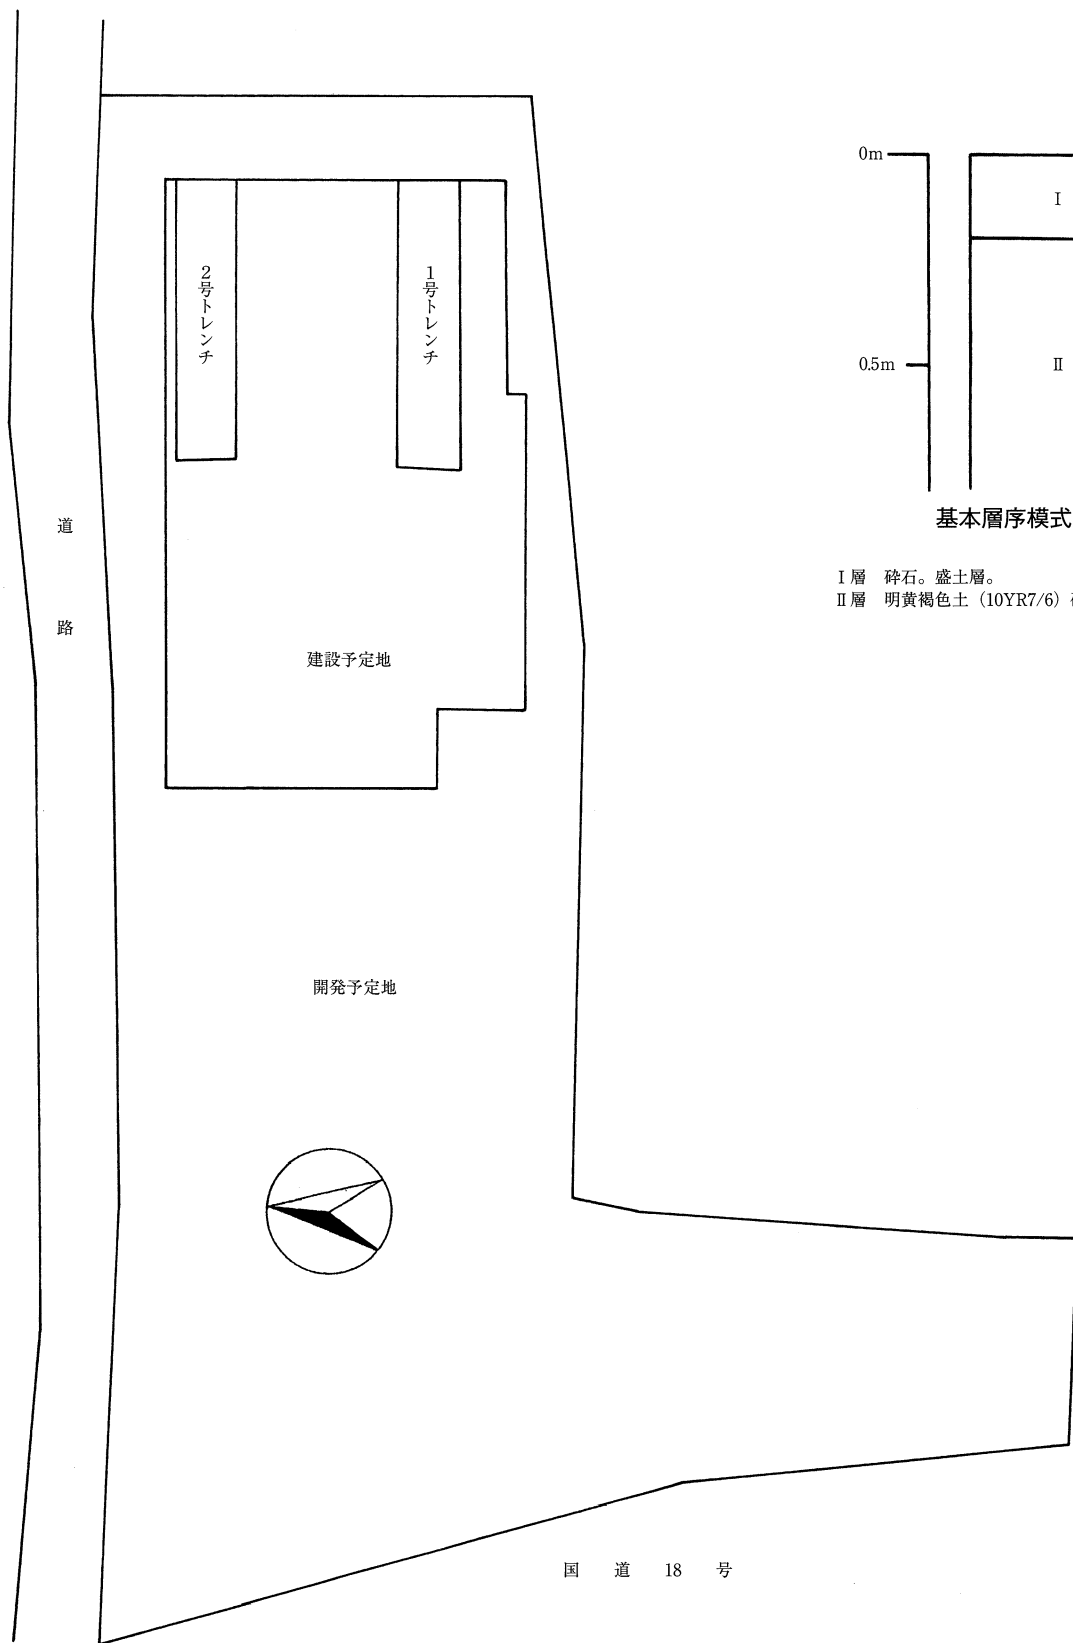 0m
Ⅰ
2号トレンチ
1号トレンチ
0.5m
Ⅱ
基本層序模式
道路
Ⅰ層 砕石。盛土層。
Ⅱ層 明黄褐色土（10YR7/6）
建設予定地
開発予定地
国道18号